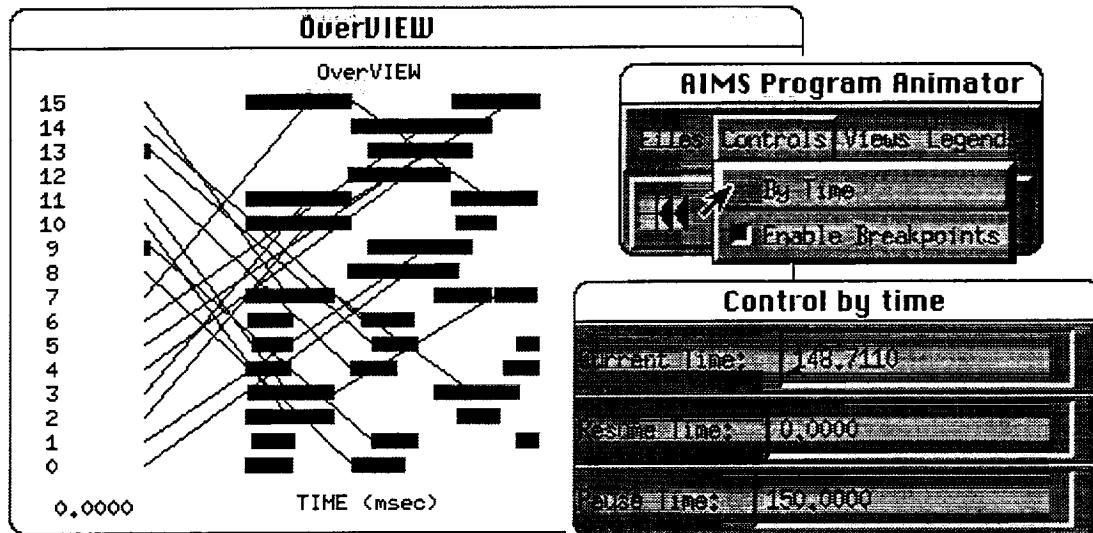 OverVIEW
OverVIEW
15
14
13
12
11
10
9
8
7
6
5
4
3
2
1
0
0.0000
TIME (msec)
AIMS Program Animator
Files Controls Views Legend
By Time
Enable Breakpoints
Control by time
Current Time: 148.7110
Resume Time: 0.0000
Pause Time: 150.0000